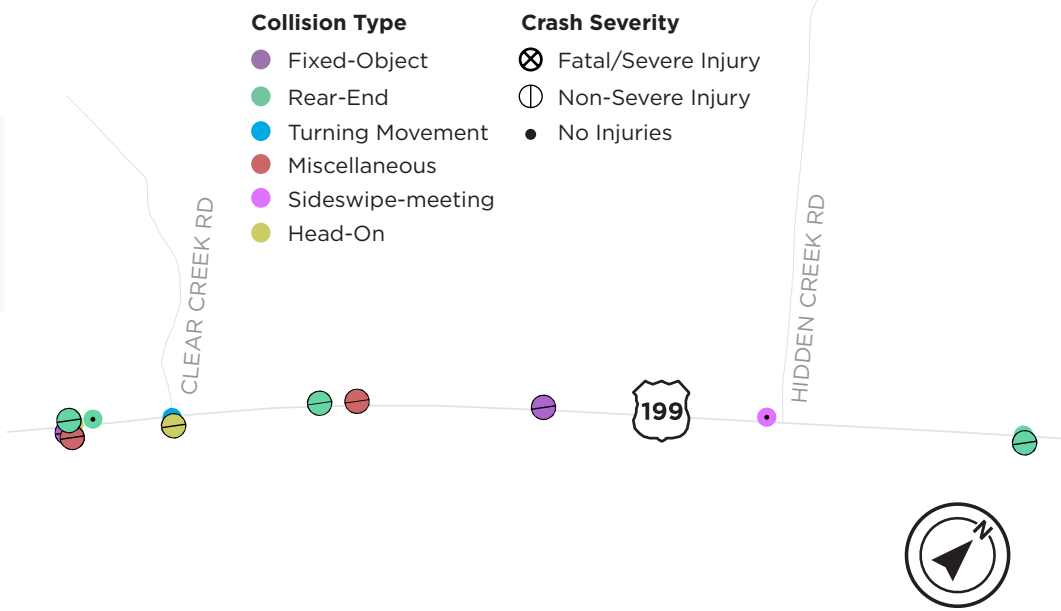 Collision Type
Fixed-Object
Rear-End
Turning Movement
Miscellaneous
Sideswipe-meeting
Head-On
Crash Severity
Fatal/Severe Injury
Non-Severe Injury
No Injuries
CLEAR CREEK RD
HIDDEN CREEK RD
199
N